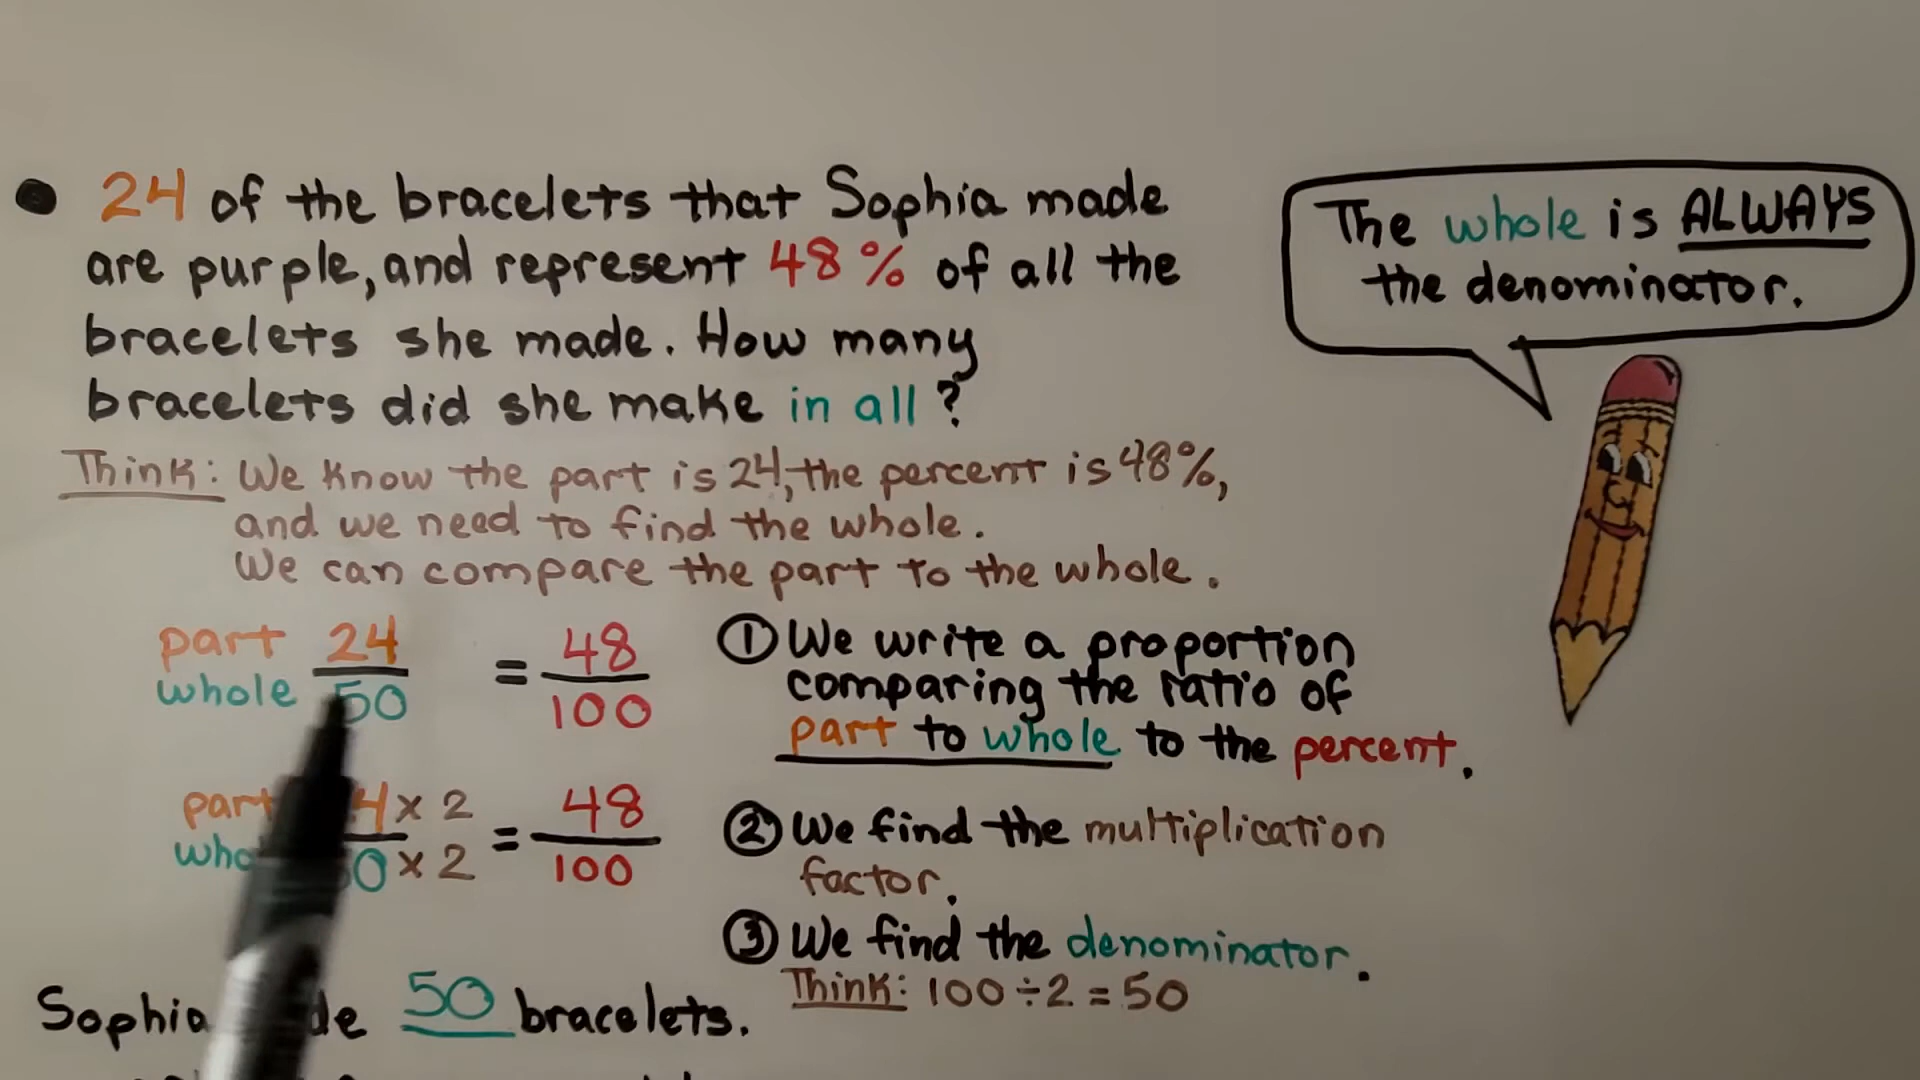 24 of the bracelets that Sophia made
are purple, and represent 48% of all the
bracelets she made. How many
bracelets did she make in all?
The whole is ALWAYS
the denominator.
Think: We know the part is 24, the percent is 48%,
and we need to find the whole.
We can compare the part to the whole.
part 24 = 48
whole 50 100
① We write a proportion
comparing the ratio of
part to whole to the percent.
part 4 x 2 = 48
0 x 2 100
② We find the multiplication
factor.
③ We find the denominator.
Think: 100 ÷ 2 = 50
Sophia 50 bracelets.